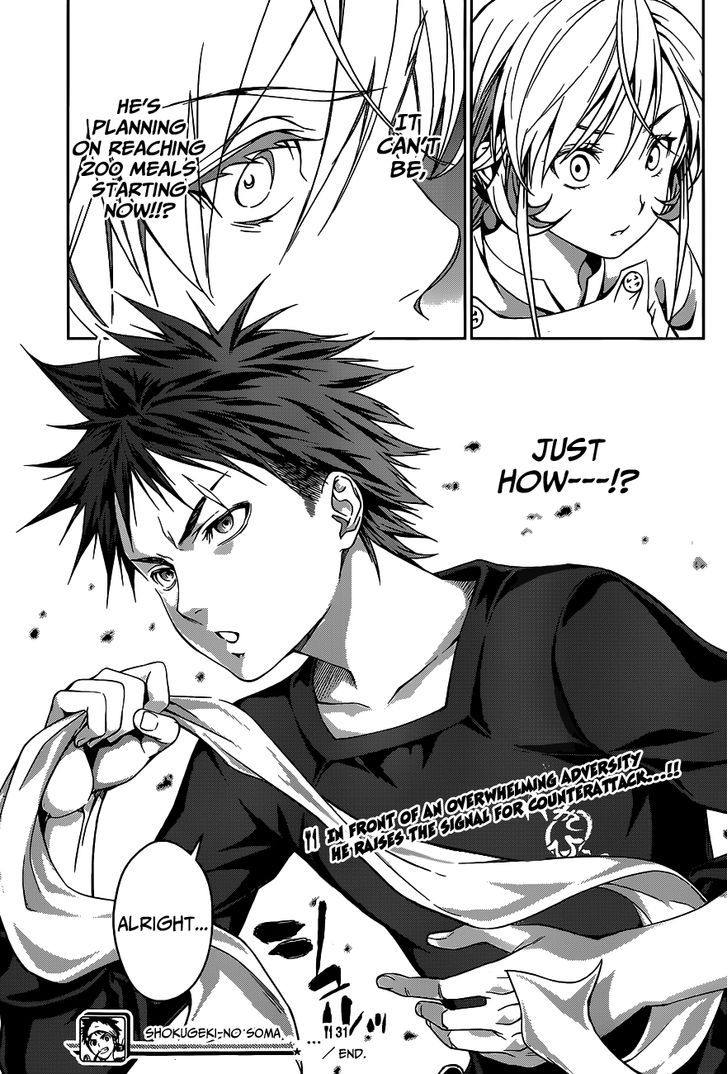 IT
CAN'T
BE,
HE'S
PLANNING
ON REACHING
200 MEALS
STARTING
NOW!!?
JUST
HOW---!?
IN FRONT OF AN OVERWHELMING ADVERSITY
HE RAISES THE SIGNAL FOR COUNTERATTACK...!!
ALRIGHT...
SHOKUGEKI NO SOMA 31
... / END.